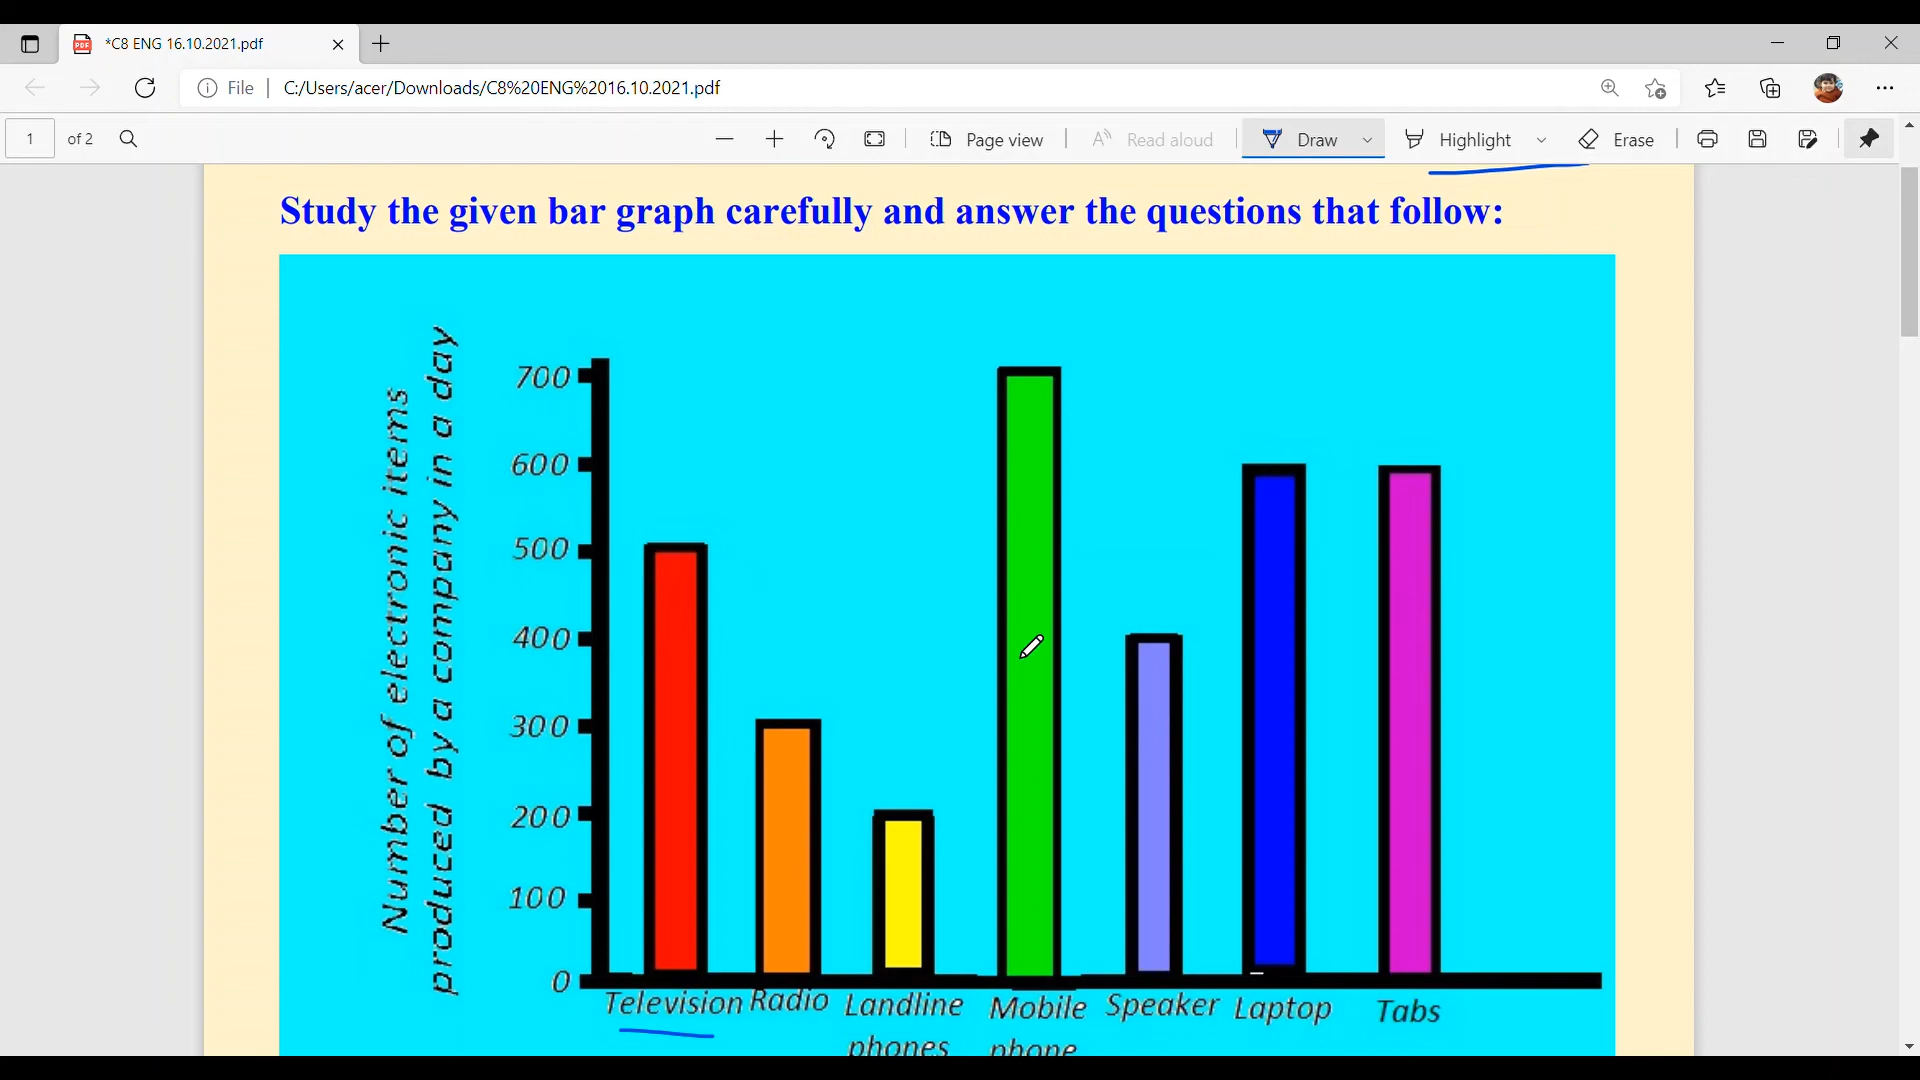 *C8 ENG 16.10.2021.pdf
File
C:/Users/acer/Downloads/C8%20ENG%2016.10.2021.pdf
1 of 2
Page view
Read aloud
Draw
Highlight
Erase
Study the given bar graph carefully and answer the questions that follow:
Number of electronic items
produced by a company in a day
700
600
500
400
300
200
100
0
Television Radio Landline Mobile Speaker Laptop Tabs
phones phone